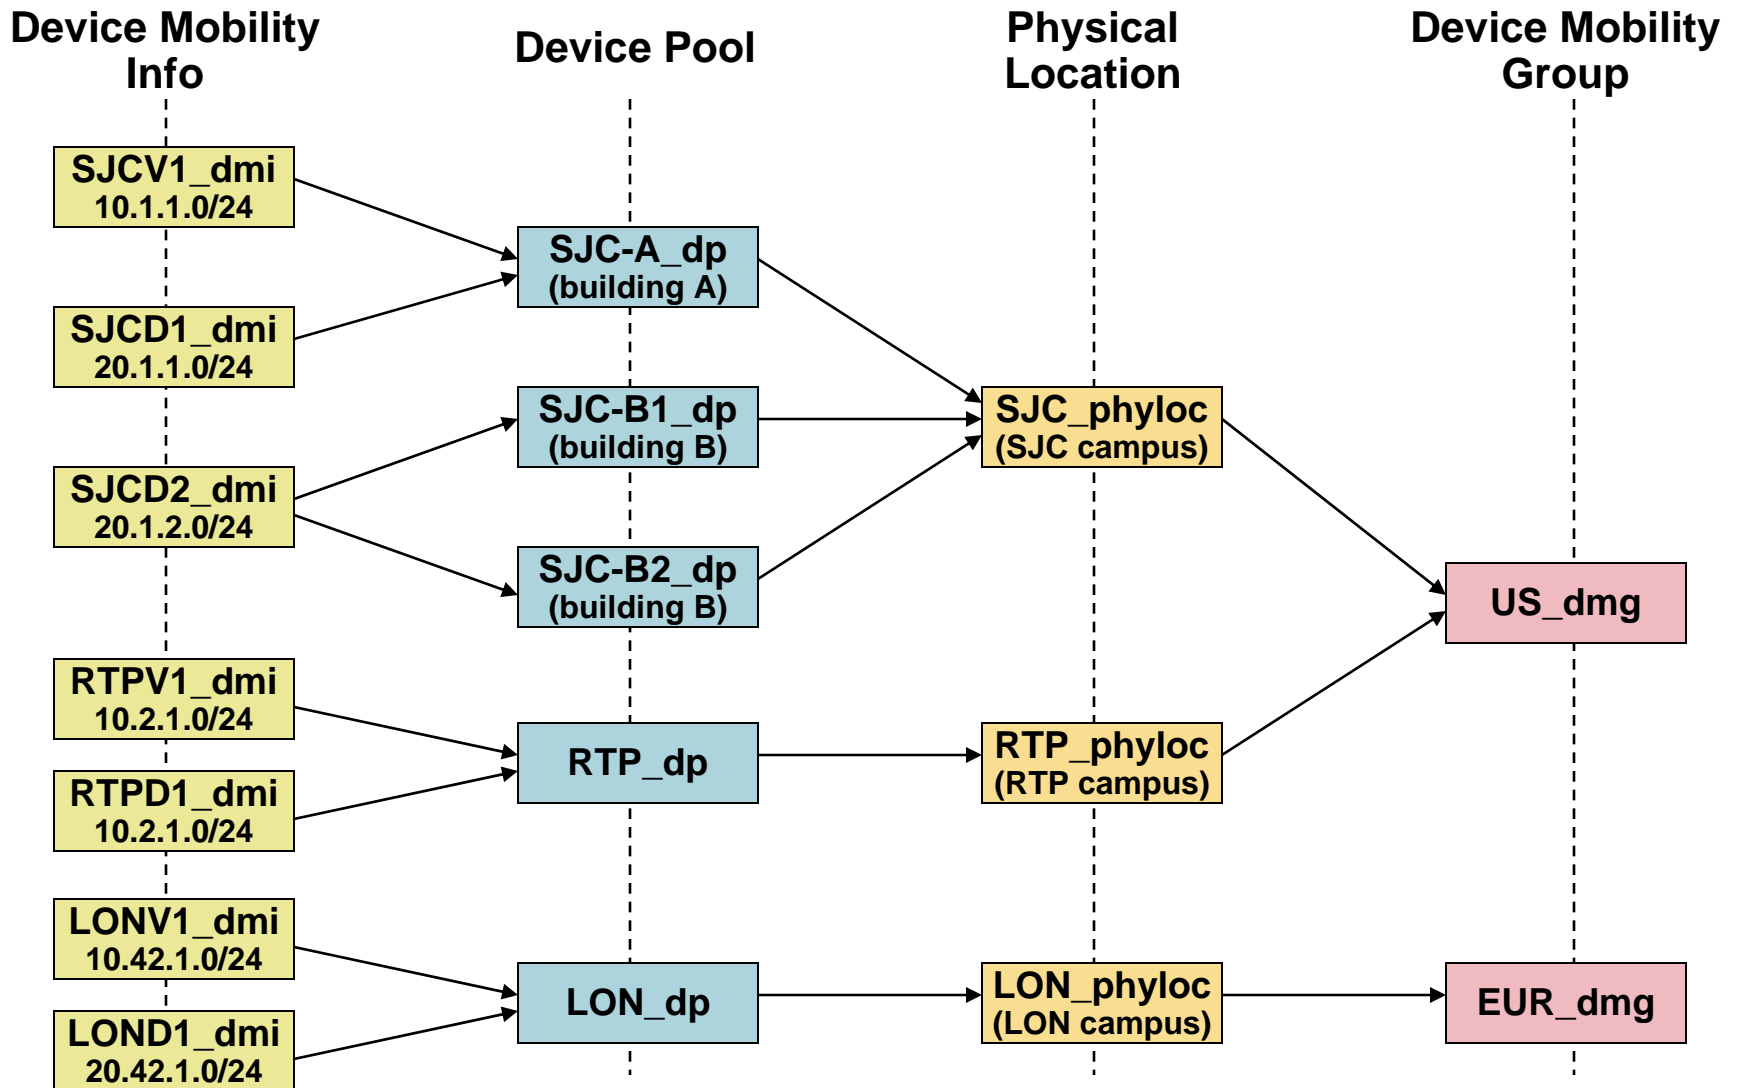 Device Mobility
Info
Device Pool
Physical
Location
Device Mobility
Group
SJCV1_dmi
10.1.1.0/24
SJCD1_dmi
20.1.1.0/24
SJCD2_dmi
20.1.2.0/24
RTPV1_dmi
10.2.1.0/24
RTPD1_dmi
10.2.1.0/24
LONV1_dmi
10.42.1.0/24
LOND1_dmi
20.42.1.0/24
SJC-A_dp
(building A)
SJC-B1_dp
(building B)
SJC-B2_dp
(building B)
RTP_dp
LON_dp
SJC_phyloc
(SJC campus)
RTP_phyloc
(RTP campus)
LON_phyloc
(LON campus)
US_dmg
EUR_dmg